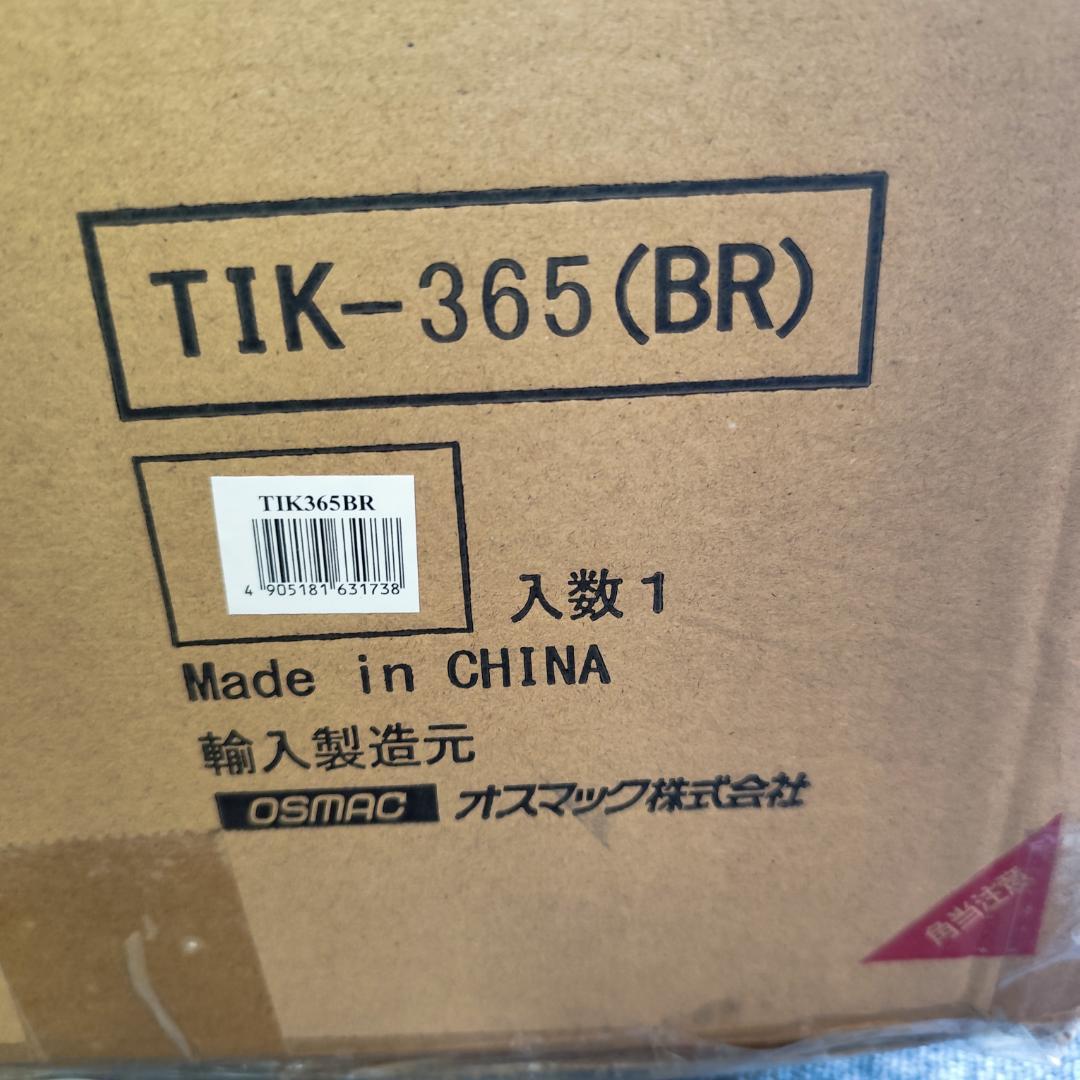 TIK-365(BR)
TIK365BR
4 905181 631738
入数1
Made in CHINA
輸入製造元
OSMAC オスマック株式会社
角当注意